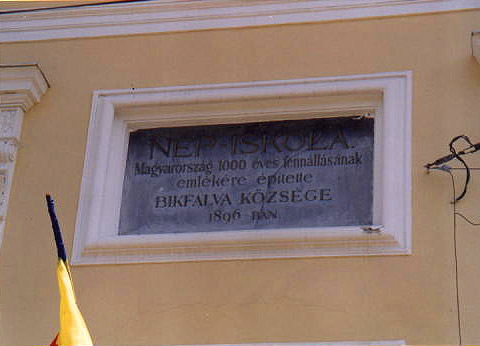 NÉP-ISKOLA.
Magyarország 1000 éves fennállásának
emlékére építette
BIKFALVA KÖZSÉGE
1896 BAN.